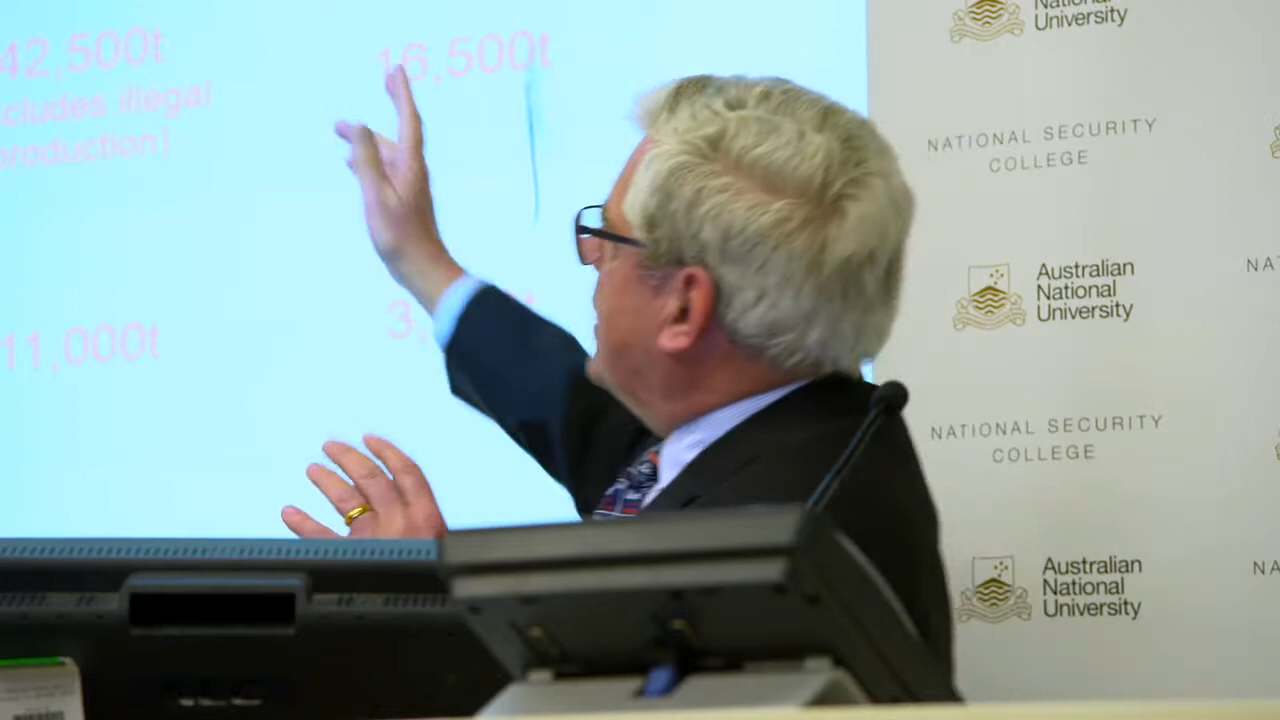 42,500t
16,500t
illegal
production)
11,000t
National
University
NATIONAL SECURITY
COLLEGE
Australian
National
University
NATIONAL SECURITY
COLLEGE
Australian
National
University